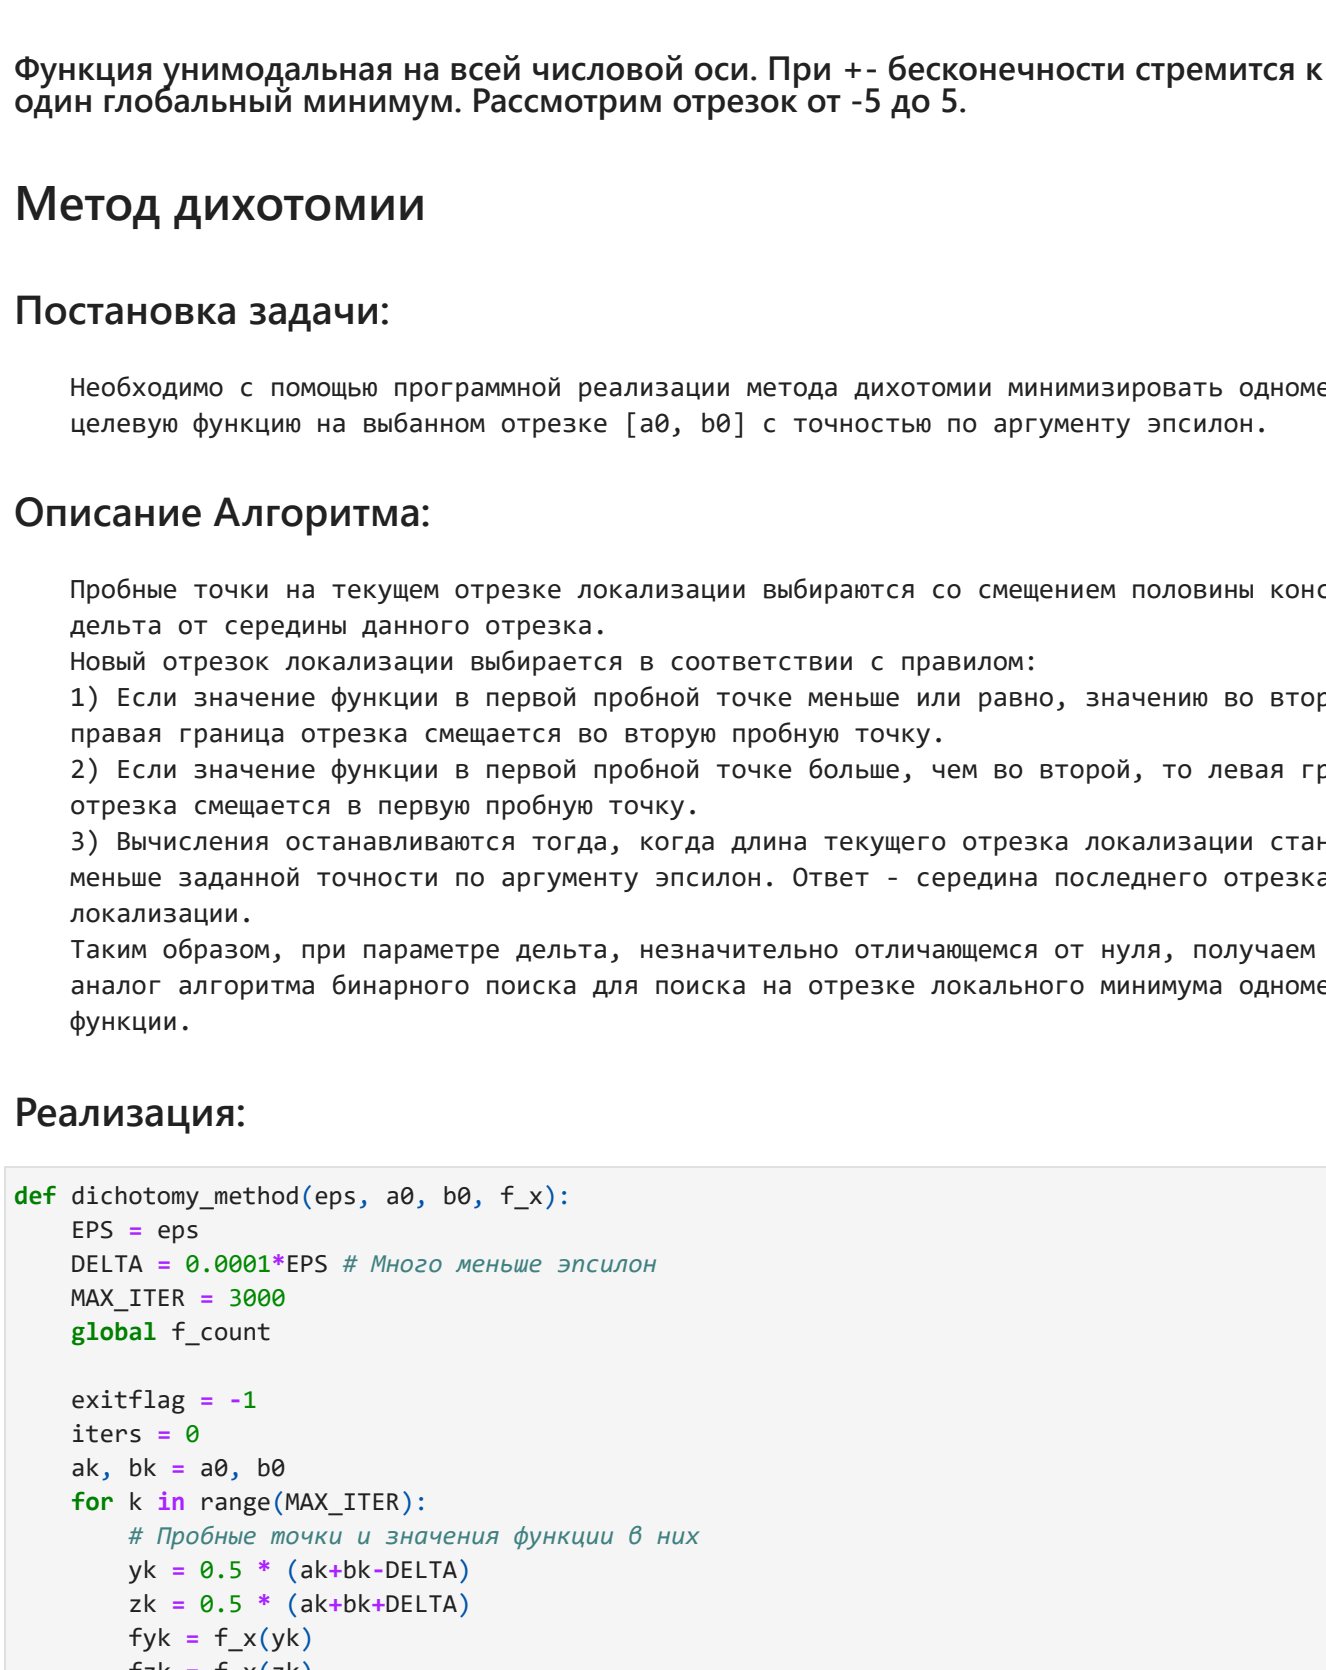 Функция унимодальная на всей числовой оси. При +- бесконечности стремится к
один глобальный минимум. Рассмотрим отрезок от -5 до 5.
Метод дихотомии
Постановка задачи:
Необходимо с помощью программной реализации метода дихотомии минимизировать
целевую функцию на выбанном отрезке [a0, b0] с точностью по аргументу эпсилон.
Описание Алгоритма:
Пробные точки на текущем отрезке локализации выбираются со смещением половины
дельта от середины данного отрезка.
Новый отрезок локализации выбирается в соответствии с правилом:
1) Если значение функции в первой пробной точке меньше или равно, значению во
правая граница отрезка смещается во вторую пробную точку.
2) Если значение функции в первой пробной точке больше, чем во второй, то левая
отрезка смещается в первую пробную точку.
3) Вычисления останавливаются тогда, когда длина текущего отрезка локализации
меньше заданной точности по аргументу эпсилон. Ответ - середина последнего отрезка
локализации.
Таким образом, при параметре дельта, незначительно отличающемся от нуля, получаем
аналог алгоритма бинарного поиска для поиска на отрезке локального минимума
функции.
Реализация:
def dichotomy_method(eps, a0, b0, f_x):
EPS = eps
DELTA = 0.0001*EPS # Много меньше эпсилон
MAX_ITER = 3000
global f_count
exitflag = -1
iters = 0
ak, bk = a0, b0
for k in range(MAX_ITER):
# Пробные точки и значения функции в них
yk = 0.5 * (ak+bk-DELTA)
zk = 0.5 * (ak+bk+DELTA)
fyk = f_x(yk)
fzk = f_x(zk)